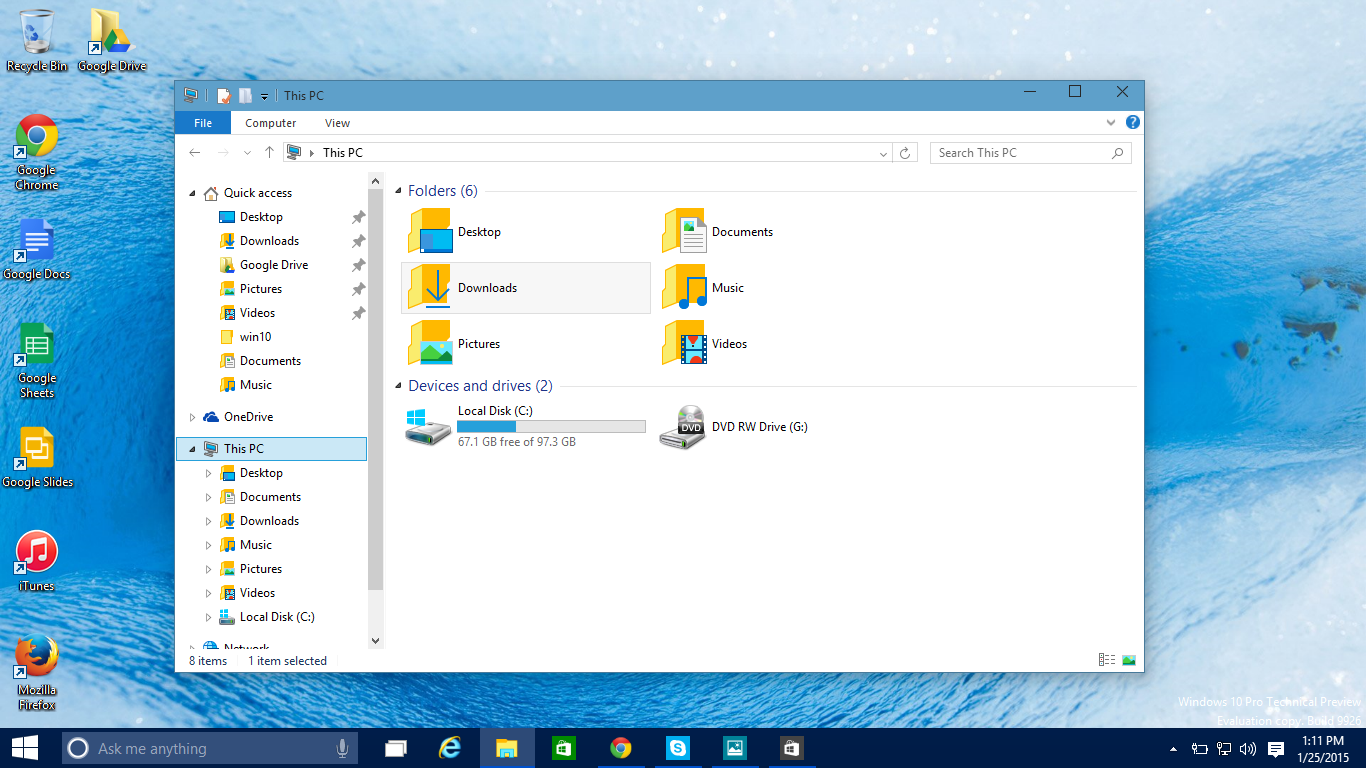 Recycle Bin
Google Drive
Google
Chrome
Google Docs
Google
Sheets
Google Slides
iTunes
Mozilla
Firefox
This PC
File
Computer
View
This PC
Search This PC
Quick access
Desktop
Downloads
Google Drive
Pictures
Videos
win10
Documents
Music
OneDrive
This PC
Desktop
Documents
Downloads
Music
Pictures
Videos
Local Disk (C:)
Network
Folders (6)
Desktop
Documents
Downloads
Music
Pictures
Videos
Devices and drives (2)
Local Disk (C:)
67.1 GB free of 97.3 GB
DVD
DVD RW Drive (G:)
8 items
1 item selected
Windows 10 Pro Technical Preview
Evaluation copy. Build 9926
Ask me anything
1:11 PM
1/25/2015